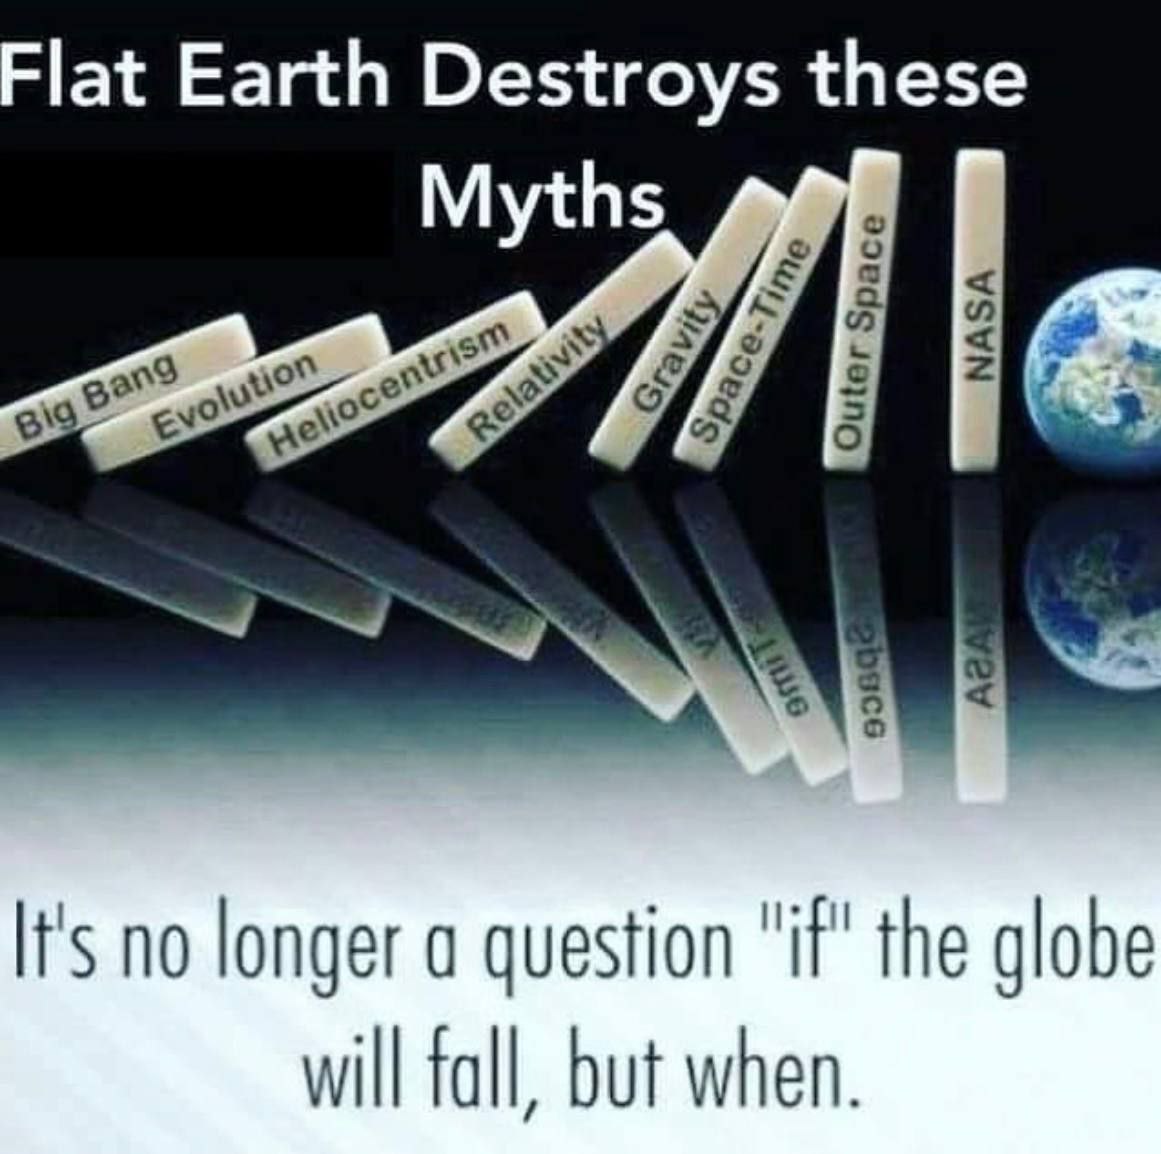 Flat Earth Destroys these
Myths
Big Bang
Evolution
Heliocentrism
Relativity
Gravity
Space-Time
Outer Space
NASA
It's no longer a question "if" the globe
will fall, but when.